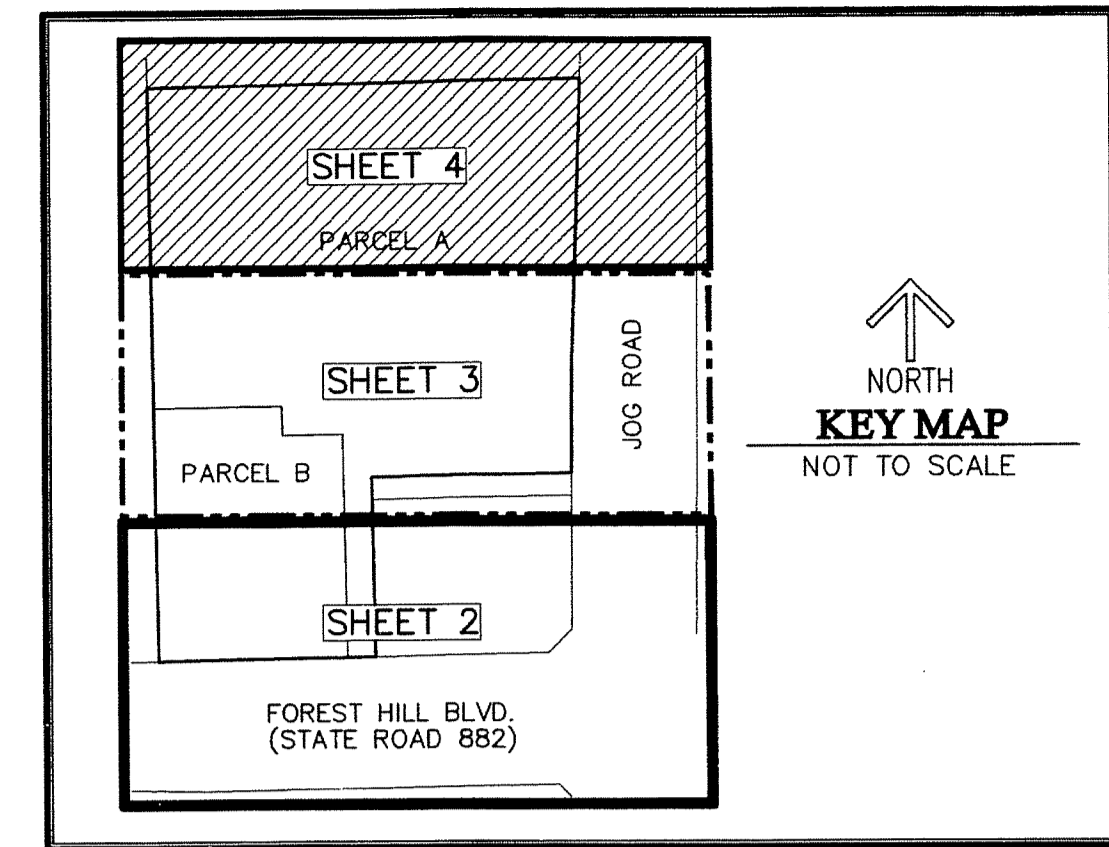 SHEET 4
PARCEL A
SHEET 3
JOG ROAD
PARCEL B
SHEET 2
FOREST HILL BLVD.
(STATE ROAD 882)
NORTH
KEY MAP
NOT TO SCALE